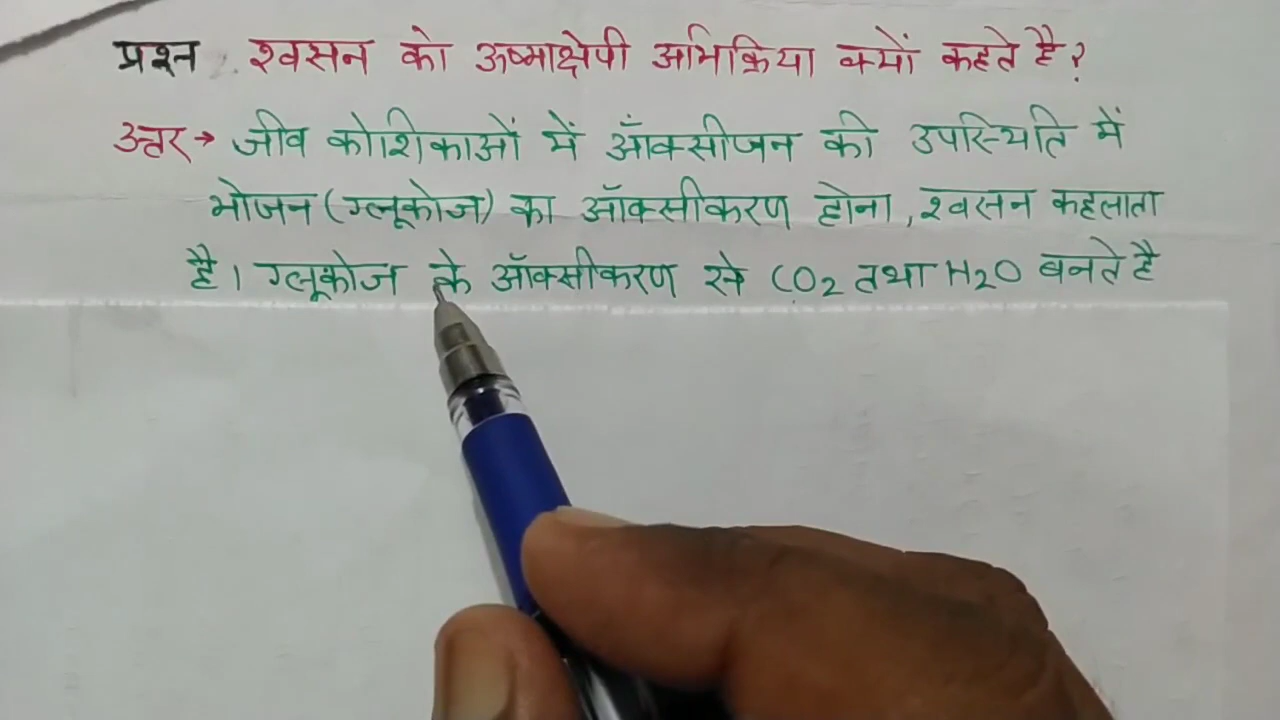 प्रश्न श्वसन को ऊष्माक्षेपी अभिक्रिया क्यों कहते है?
उत्तर→ जीव कोशिकाओं में ऑक्सीजन की उपस्थिति में
भोजन (ग्लूकोज) का ऑक्सीकरण होना, श्वसन कहलाता
है। ग्लूकोज के ऑक्सीकरण से CO2 तथा H2O बनते है